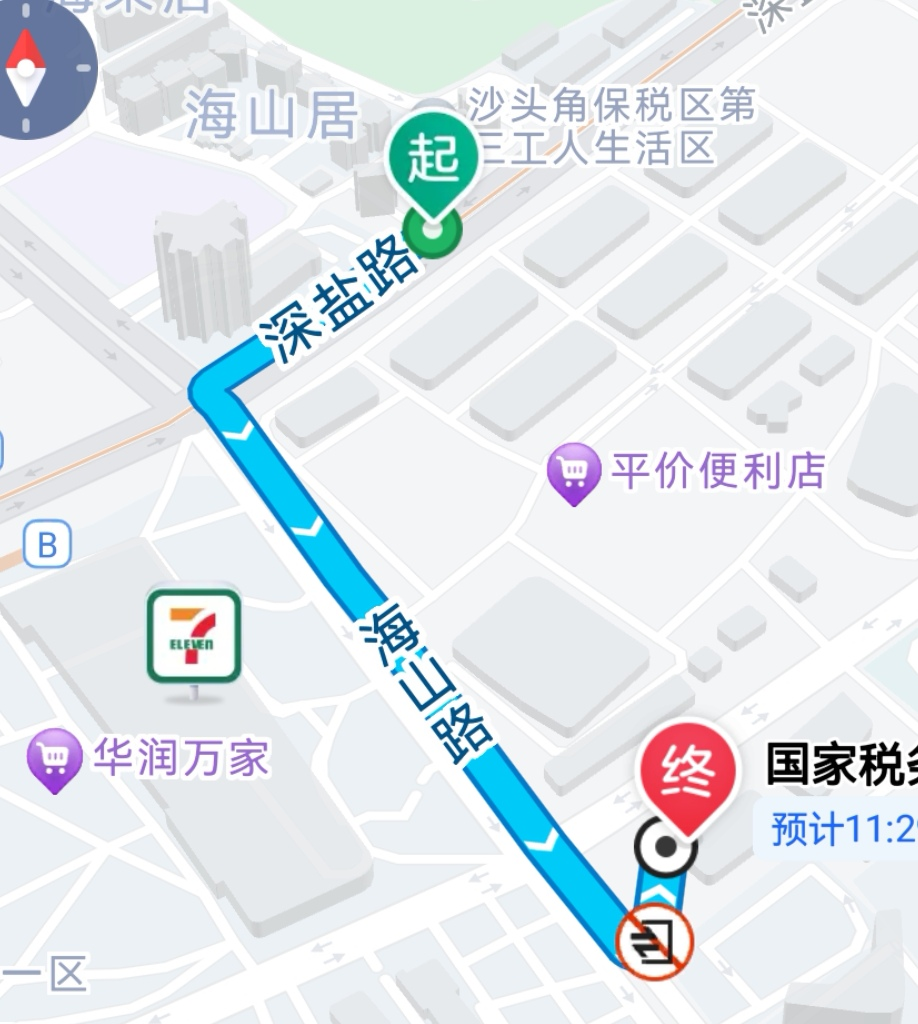 海山居
沙头角保税区第
三工人生活区
起
深盐路
平价便利店
B
7
ELEVEN
海山路
华润万家
终
国家税务
预计11:2
一区